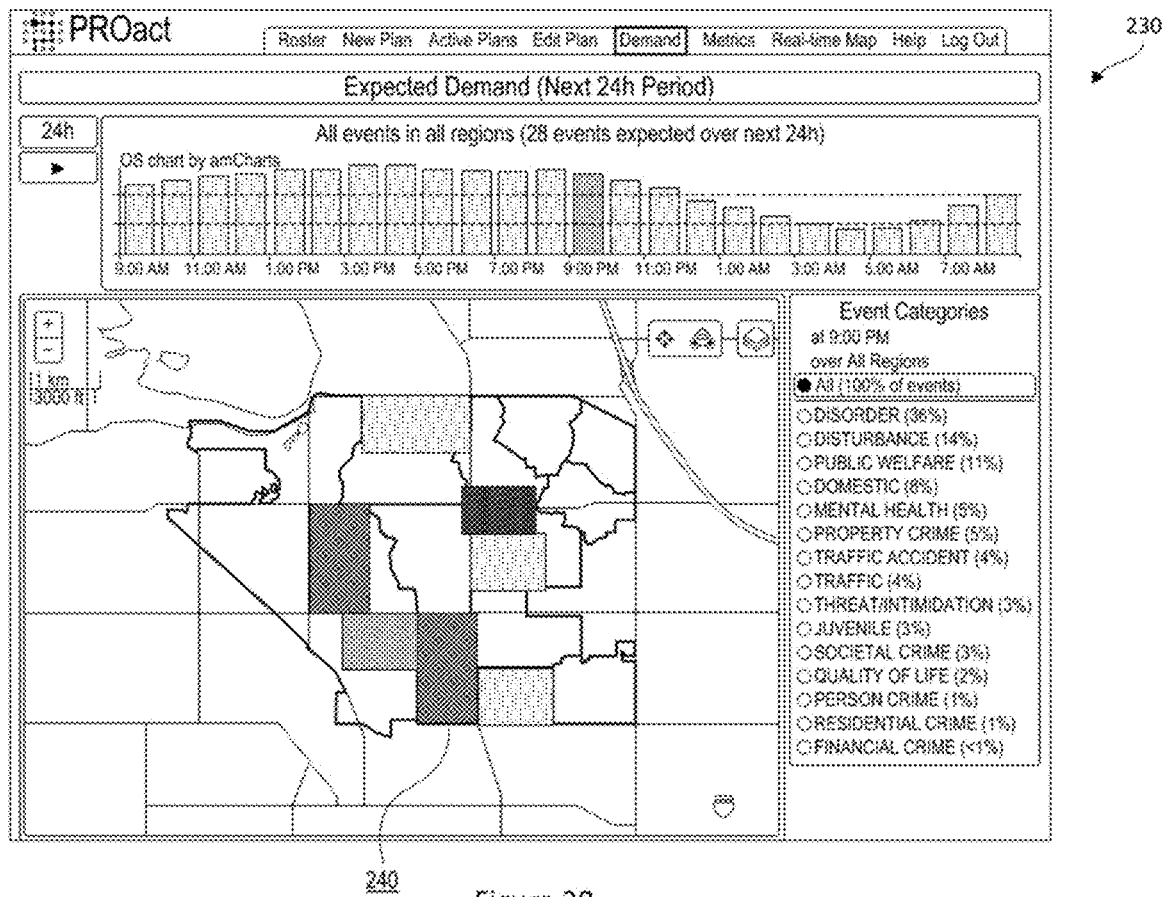 230
PROact
Roster New Plan Active Plans Edit Plan Demand Metrics Real-time Map Help Log Out
Expected Demand (Next 24h Period)
24h
All events in all regions (28 events expected over next 24h)
OS chart by amCharts
9:00 AM 11:00 AM 1:00 PM 3:00 PM 5:00 PM 7:00 PM 9:00 PM 11:00 PM 1:00 AM 3:00 AM 5:00 AM 7:00 AM
+
−
1 km
3000 ft
Event Categories
at 9:00 PM
over All Regions
All (100% of events)
DISORDER (36%)
DISTURBANCE (14%)
PUBLIC WELFARE (11%)
DOMESTIC (8%)
MENTAL HEALTH (5%)
PROPERTY CRIME (5%)
TRAFFIC ACCIDENT (4%)
TRAFFIC (4%)
THREAT/INTIMIDATION (3%)
JUVENILE (3%)
SOCIETAL CRIME (3%)
QUALITY OF LIFE (2%)
PERSON CRIME (1%)
RESIDENTIAL CRIME (1%)
FINANCIAL CRIME (<1%)
240